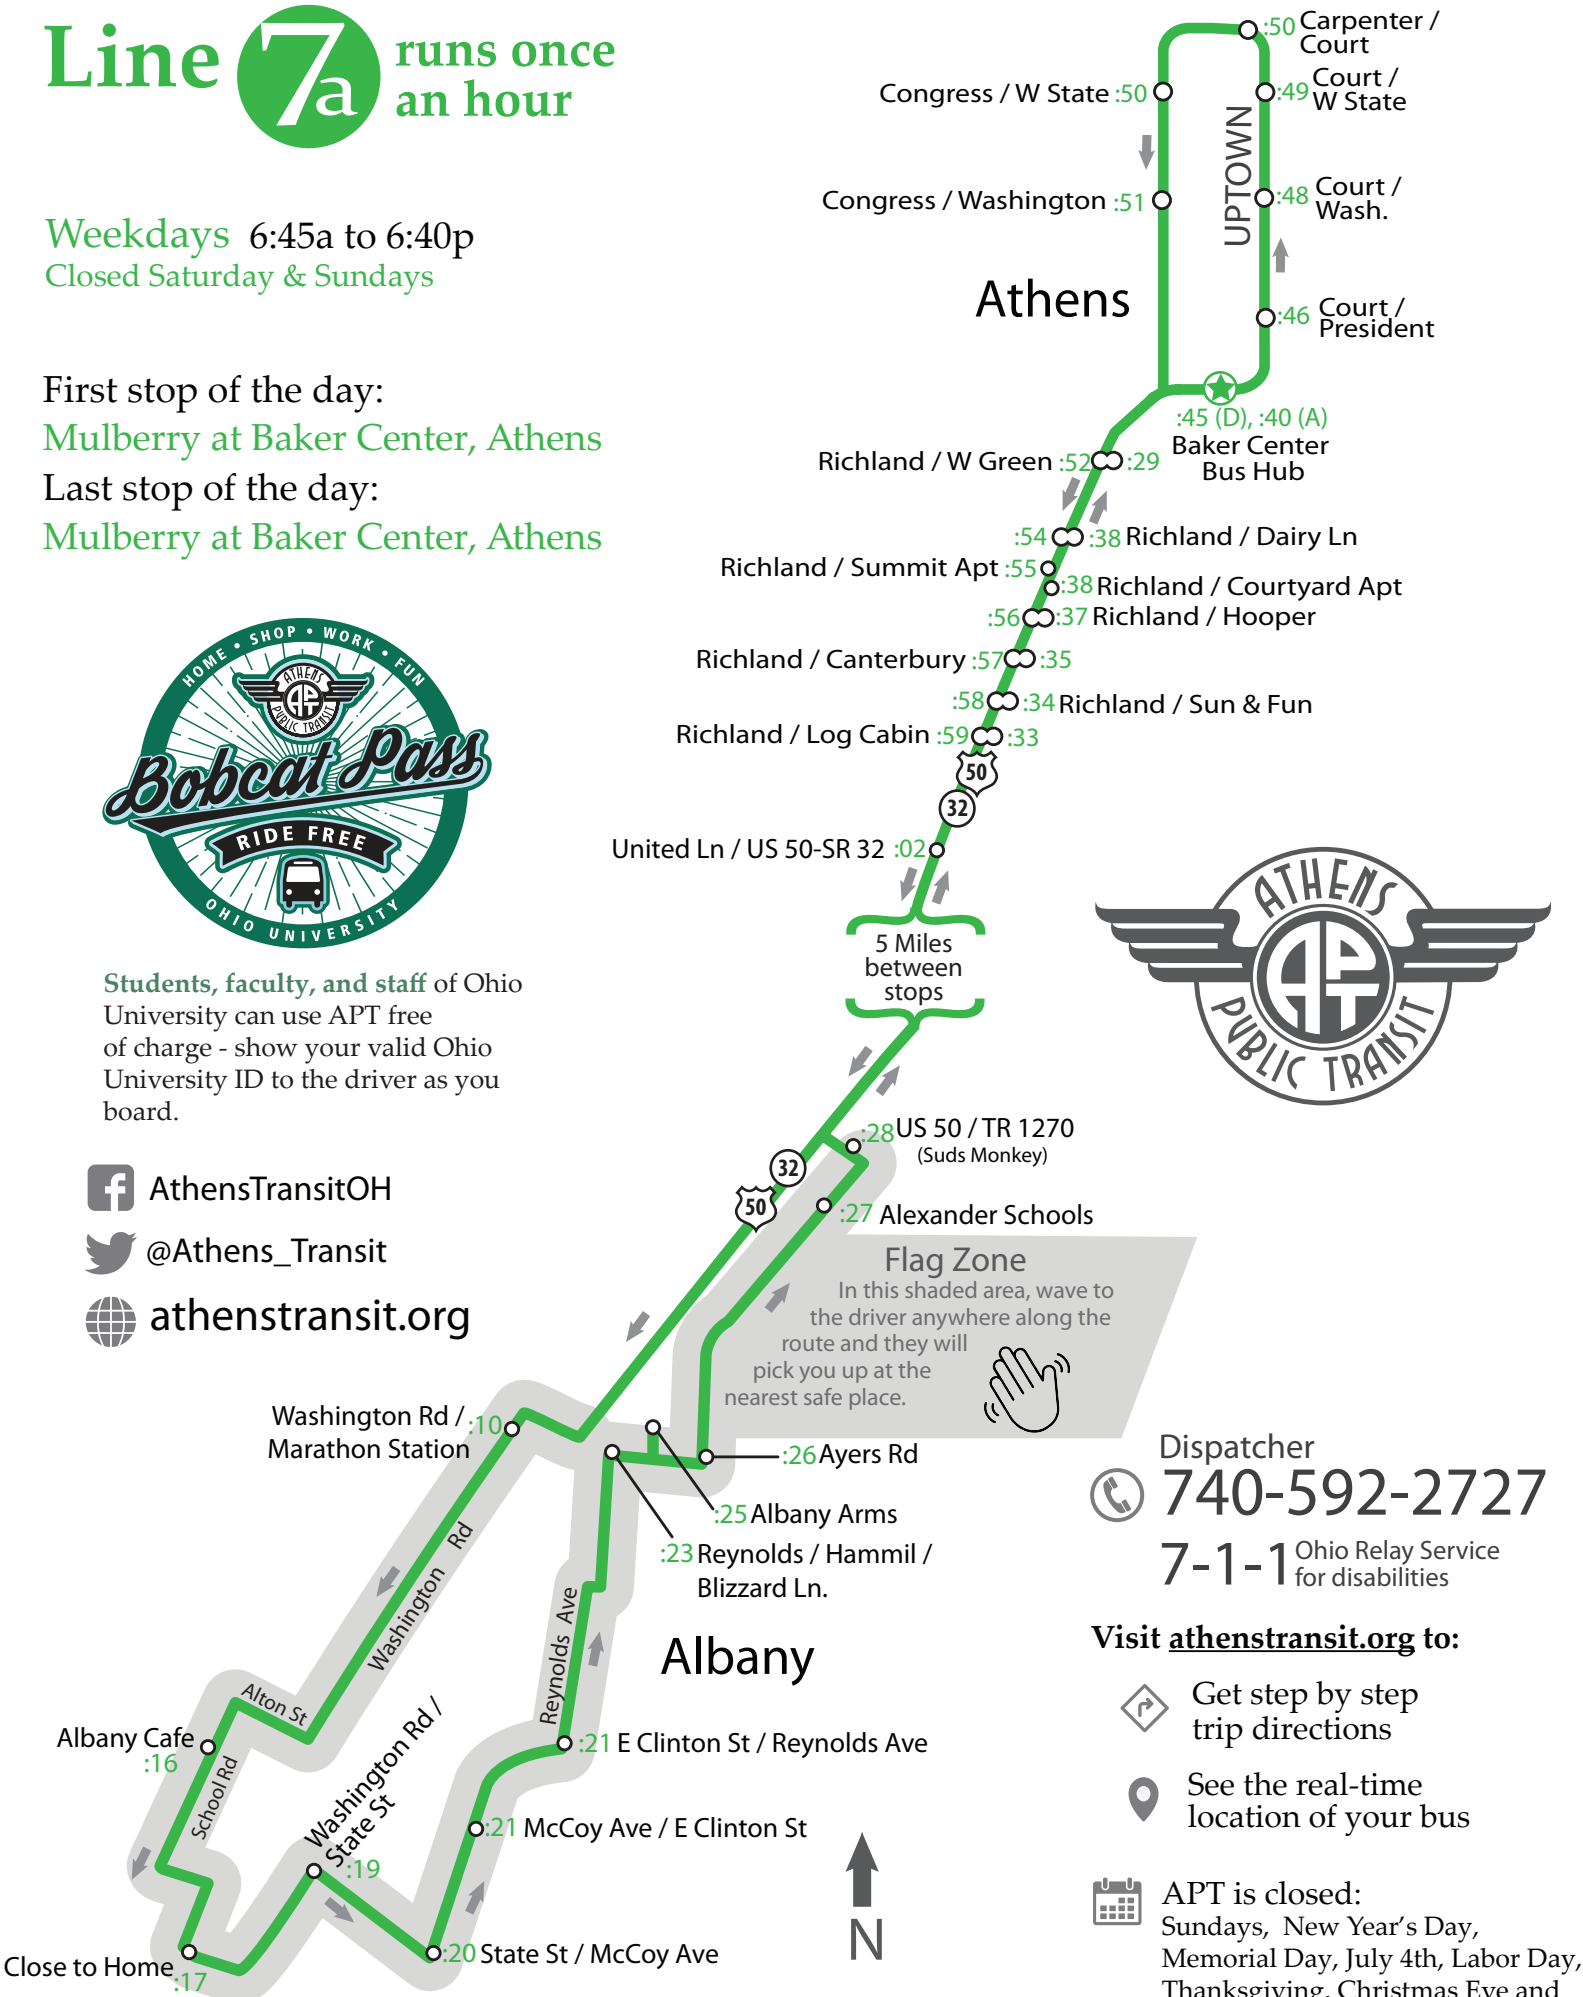 Line 7a runs once
an hour
Weekdays 6:45a to 6:40p
Closed Saturday & Sundays
First stop of the day:
Mulberry at Baker Center, Athens
Last stop of the day:
Mulberry at Baker Center, Athens
HOME • SHOP • WORK • FUN
ATHENS
APT
PUBLIC TRANSIT
Bobcat Pass
RIDE FREE
OHIO UNIVERSITY
Students, faculty, and staff of Ohio
University can use APT free
of charge - show your valid Ohio
University ID to the driver as you
board.
AthensTransitOH
@Athens_Transit
athenstransit.org
:50 Carpenter /
Court
Congress / W State :50
:49 Court /
W State
UPTOWN
Congress / Washington :51
:48 Court /
Wash.
Athens
:46 Court /
President
:45 (D), :40 (A)
Baker Center
Bus Hub
Richland / W Green :52 :29
:54 :38 Richland / Dairy Ln
Richland / Summit Apt :55
:38 Richland / Courtyard Apt
:56 :37 Richland / Hooper
Richland / Canterbury :57 :35
:58 :34 Richland / Sun & Fun
Richland / Log Cabin :59 :33
50
32
United Ln / US 50-SR 32 :02
5 Miles
between
stops
ATHENS
APT
PUBLIC TRANSIT
:28 US 50 / TR 1270
(Suds Monkey)
32
50
:27 Alexander Schools
Flag Zone
In this shaded area, wave to
the driver anywhere along the
route and they will
pick you up at the
nearest safe place.
Washington Rd / :10
Marathon Station
:26 Ayers Rd
:25 Albany Arms
:23 Reynolds / Hammil /
Blizzard Ln.
Washington Rd
Reynolds Ave
Albany
Alton St
Albany Cafe
:16
School Rd
Washington Rd /
State St
:19
:21 E Clinton St / Reynolds Ave
:21 McCoy Ave / E Clinton St
:20 State St / McCoy Ave
Close to Home :17
N
Dispatcher
740-592-2727
7-1-1 Ohio Relay Service
for disabilities
Visit athenstransit.org to:
Get step by step
trip directions
See the real-time
location of your bus
APT is closed:
Sundays, New Year's Day,
Memorial Day, July 4th, Labor Day,
Thanksgiving, Christmas Eve and